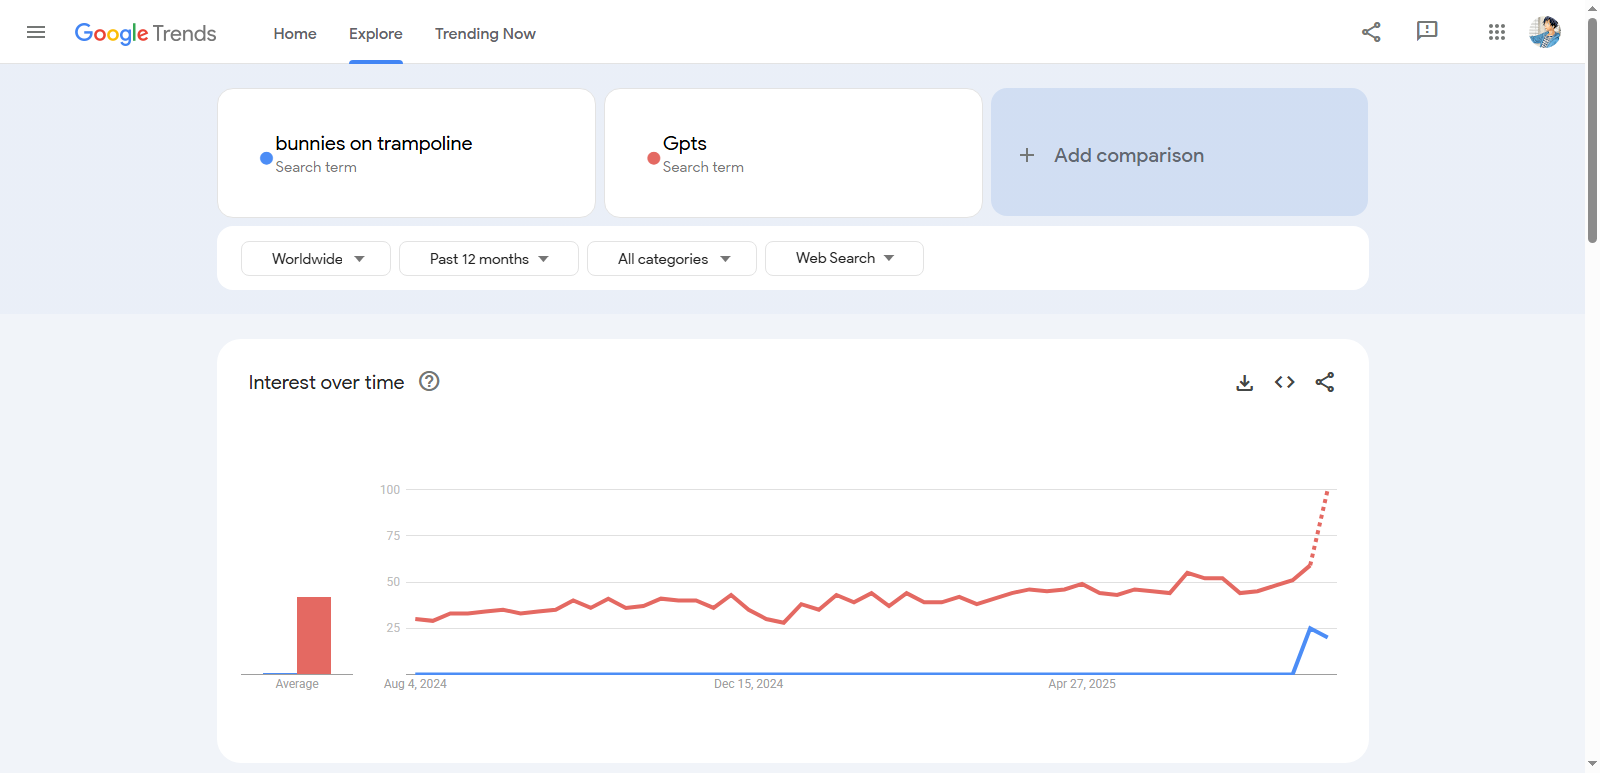 Google Trends Home Explore Trending Now
bunnies on trampoline
Search term
Gpts
Search term
+ Add comparison
Worldwide Past 12 months All categories Web Search
Interest over time ?
100
75
50
25
Average Aug 4, 2024 Dec 15, 2024 Apr 27, 2025